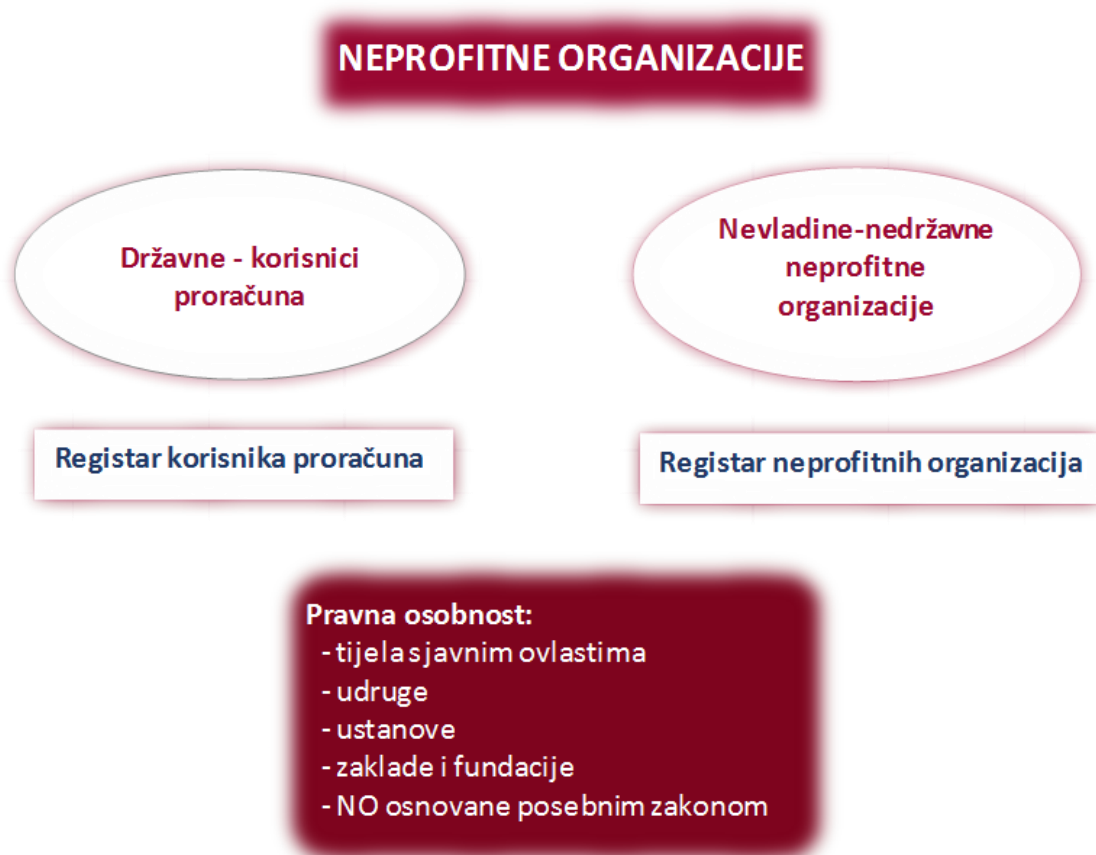 NEPROFITNE ORGANIZACIJE
Državne - korisnici
proračuna
Nevladine-nedržavne
neprofitne
organizacije
Registar korisnika proračuna
Registar neprofitnih organizacija
Pravna osobnost:
- tijela s javnim ovlastima
- udruge
- ustanove
- zaklade i fundacije
- NO osnovane posebnim zakonom